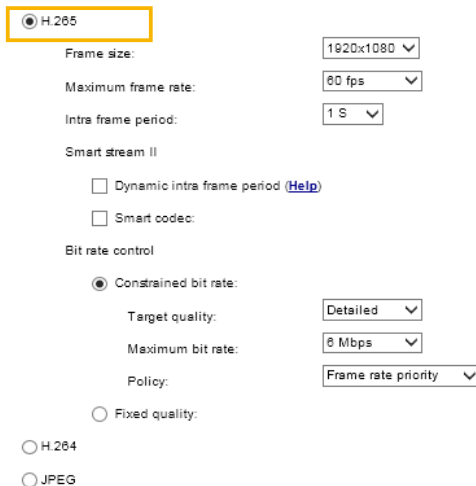 H.265
Frame size: 1920x1080
Maximum frame rate: 60 fps
Intra frame period: 1 S
Smart stream II
Dynamic intra frame period (Help)
Smart codec:
Bit rate control
Constrained bit rate:
Target quality: Detailed
Maximum bit rate: 6 Mbps
Policy: Frame rate priority
Fixed quality:
H.264
JPEG